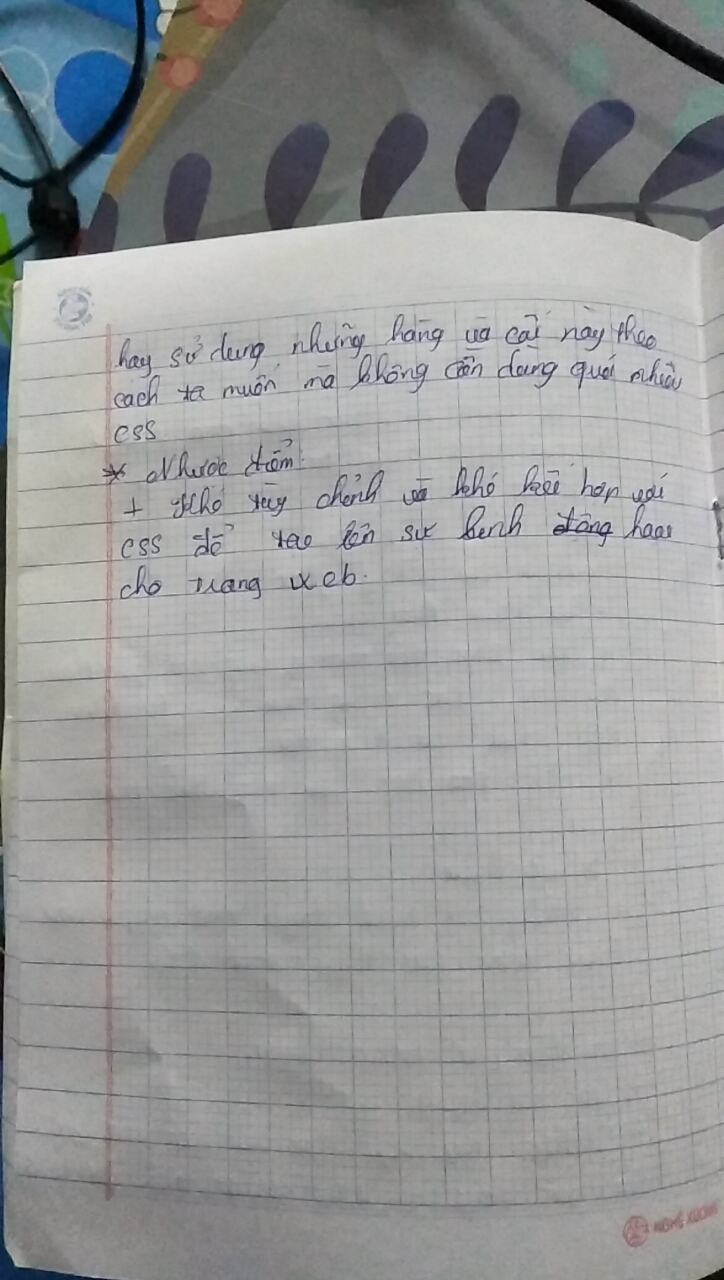 hay sử dụng những hàng và cái này theo
cách ta muốn mà không cần dùng quá nhiều
css
* Nhược điểm:
+ Khó tùy chỉnh và khó kết hợp với
css để tạo lên sự linh động hơn
cho trang web.